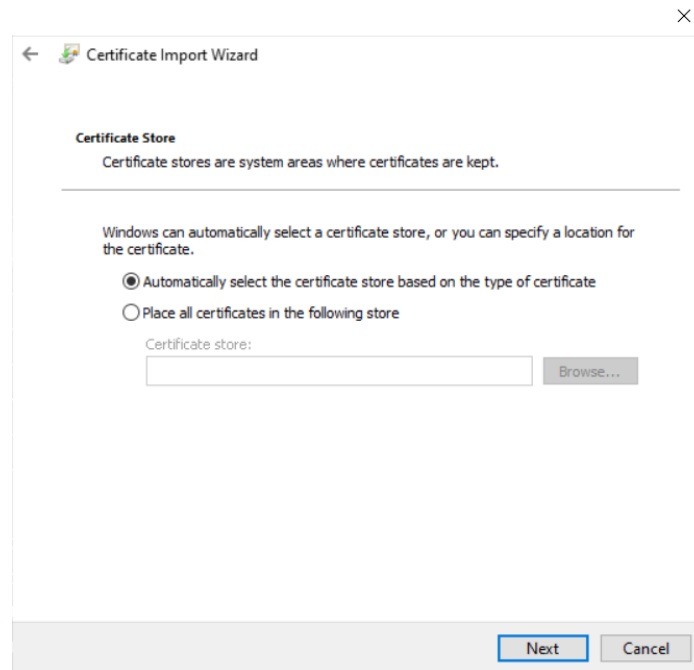 Certificate Import Wizard
Certificate Store
Certificate stores are system areas where certificates are kept.
Windows can automatically select a certificate store, or you can specify a location for
the certificate.
Automatically select the certificate store based on the type of certificate
Place all certificates in the following store
Certificate store:
Browse...
Next
Cancel